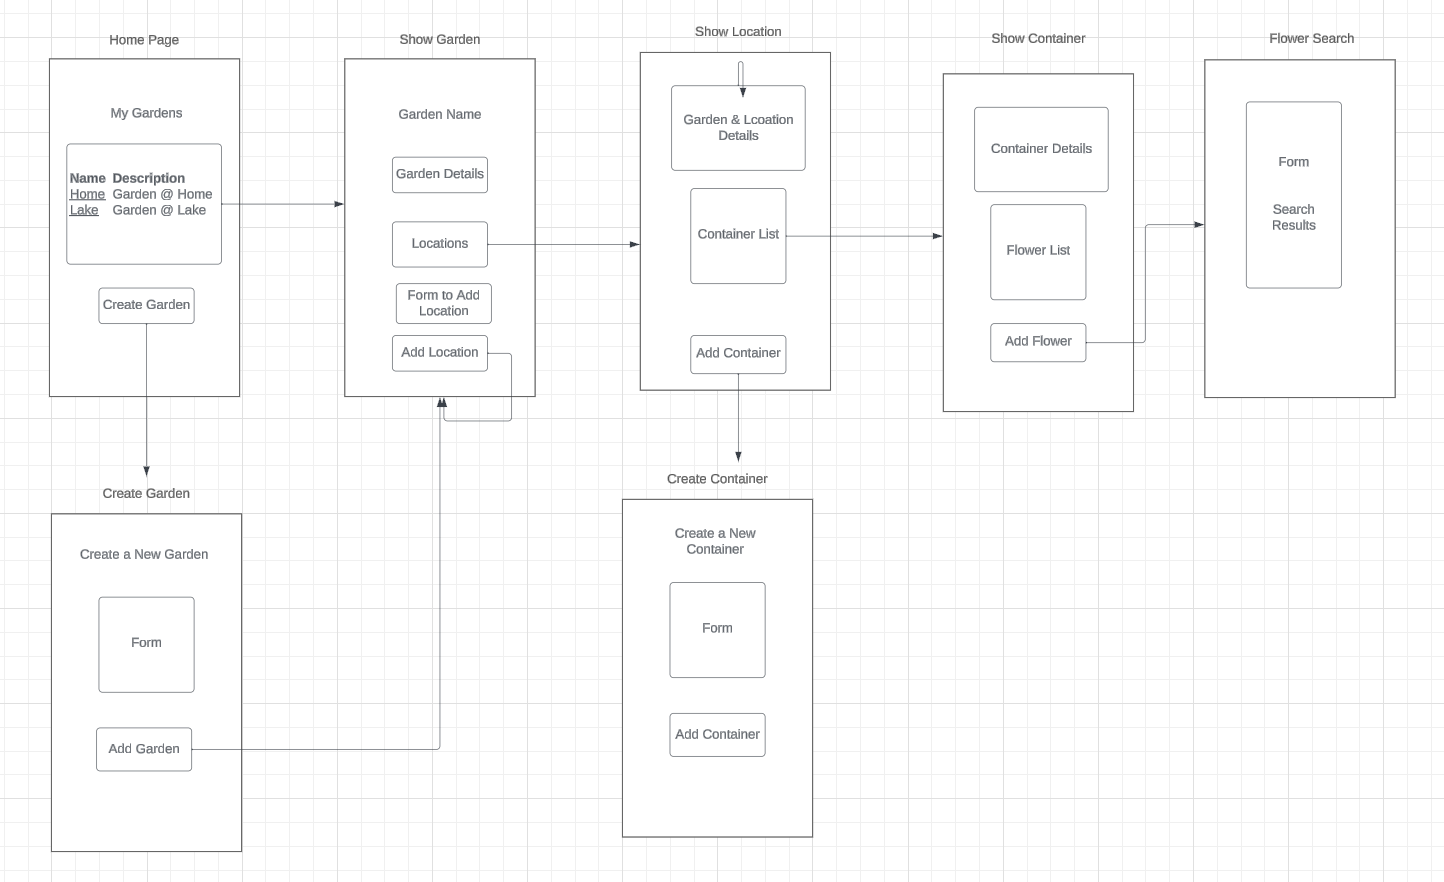 Home Page
My Gardens
Name Description
Home Garden @ Home
Lake Garden @ Lake
Create Garden
Show Garden
Garden Name
Garden Details
Locations
Form to Add
Location
Add Location
Show Location
Garden & Lcoation
Details
Container List
Add Container
Show Container
Container Details
Flower List
Add Flower
Flower Search
Form
Search
Results
Create Garden
Create a New Garden
Form
Add Garden
Create Container
Create a New
Container
Form
Add Container